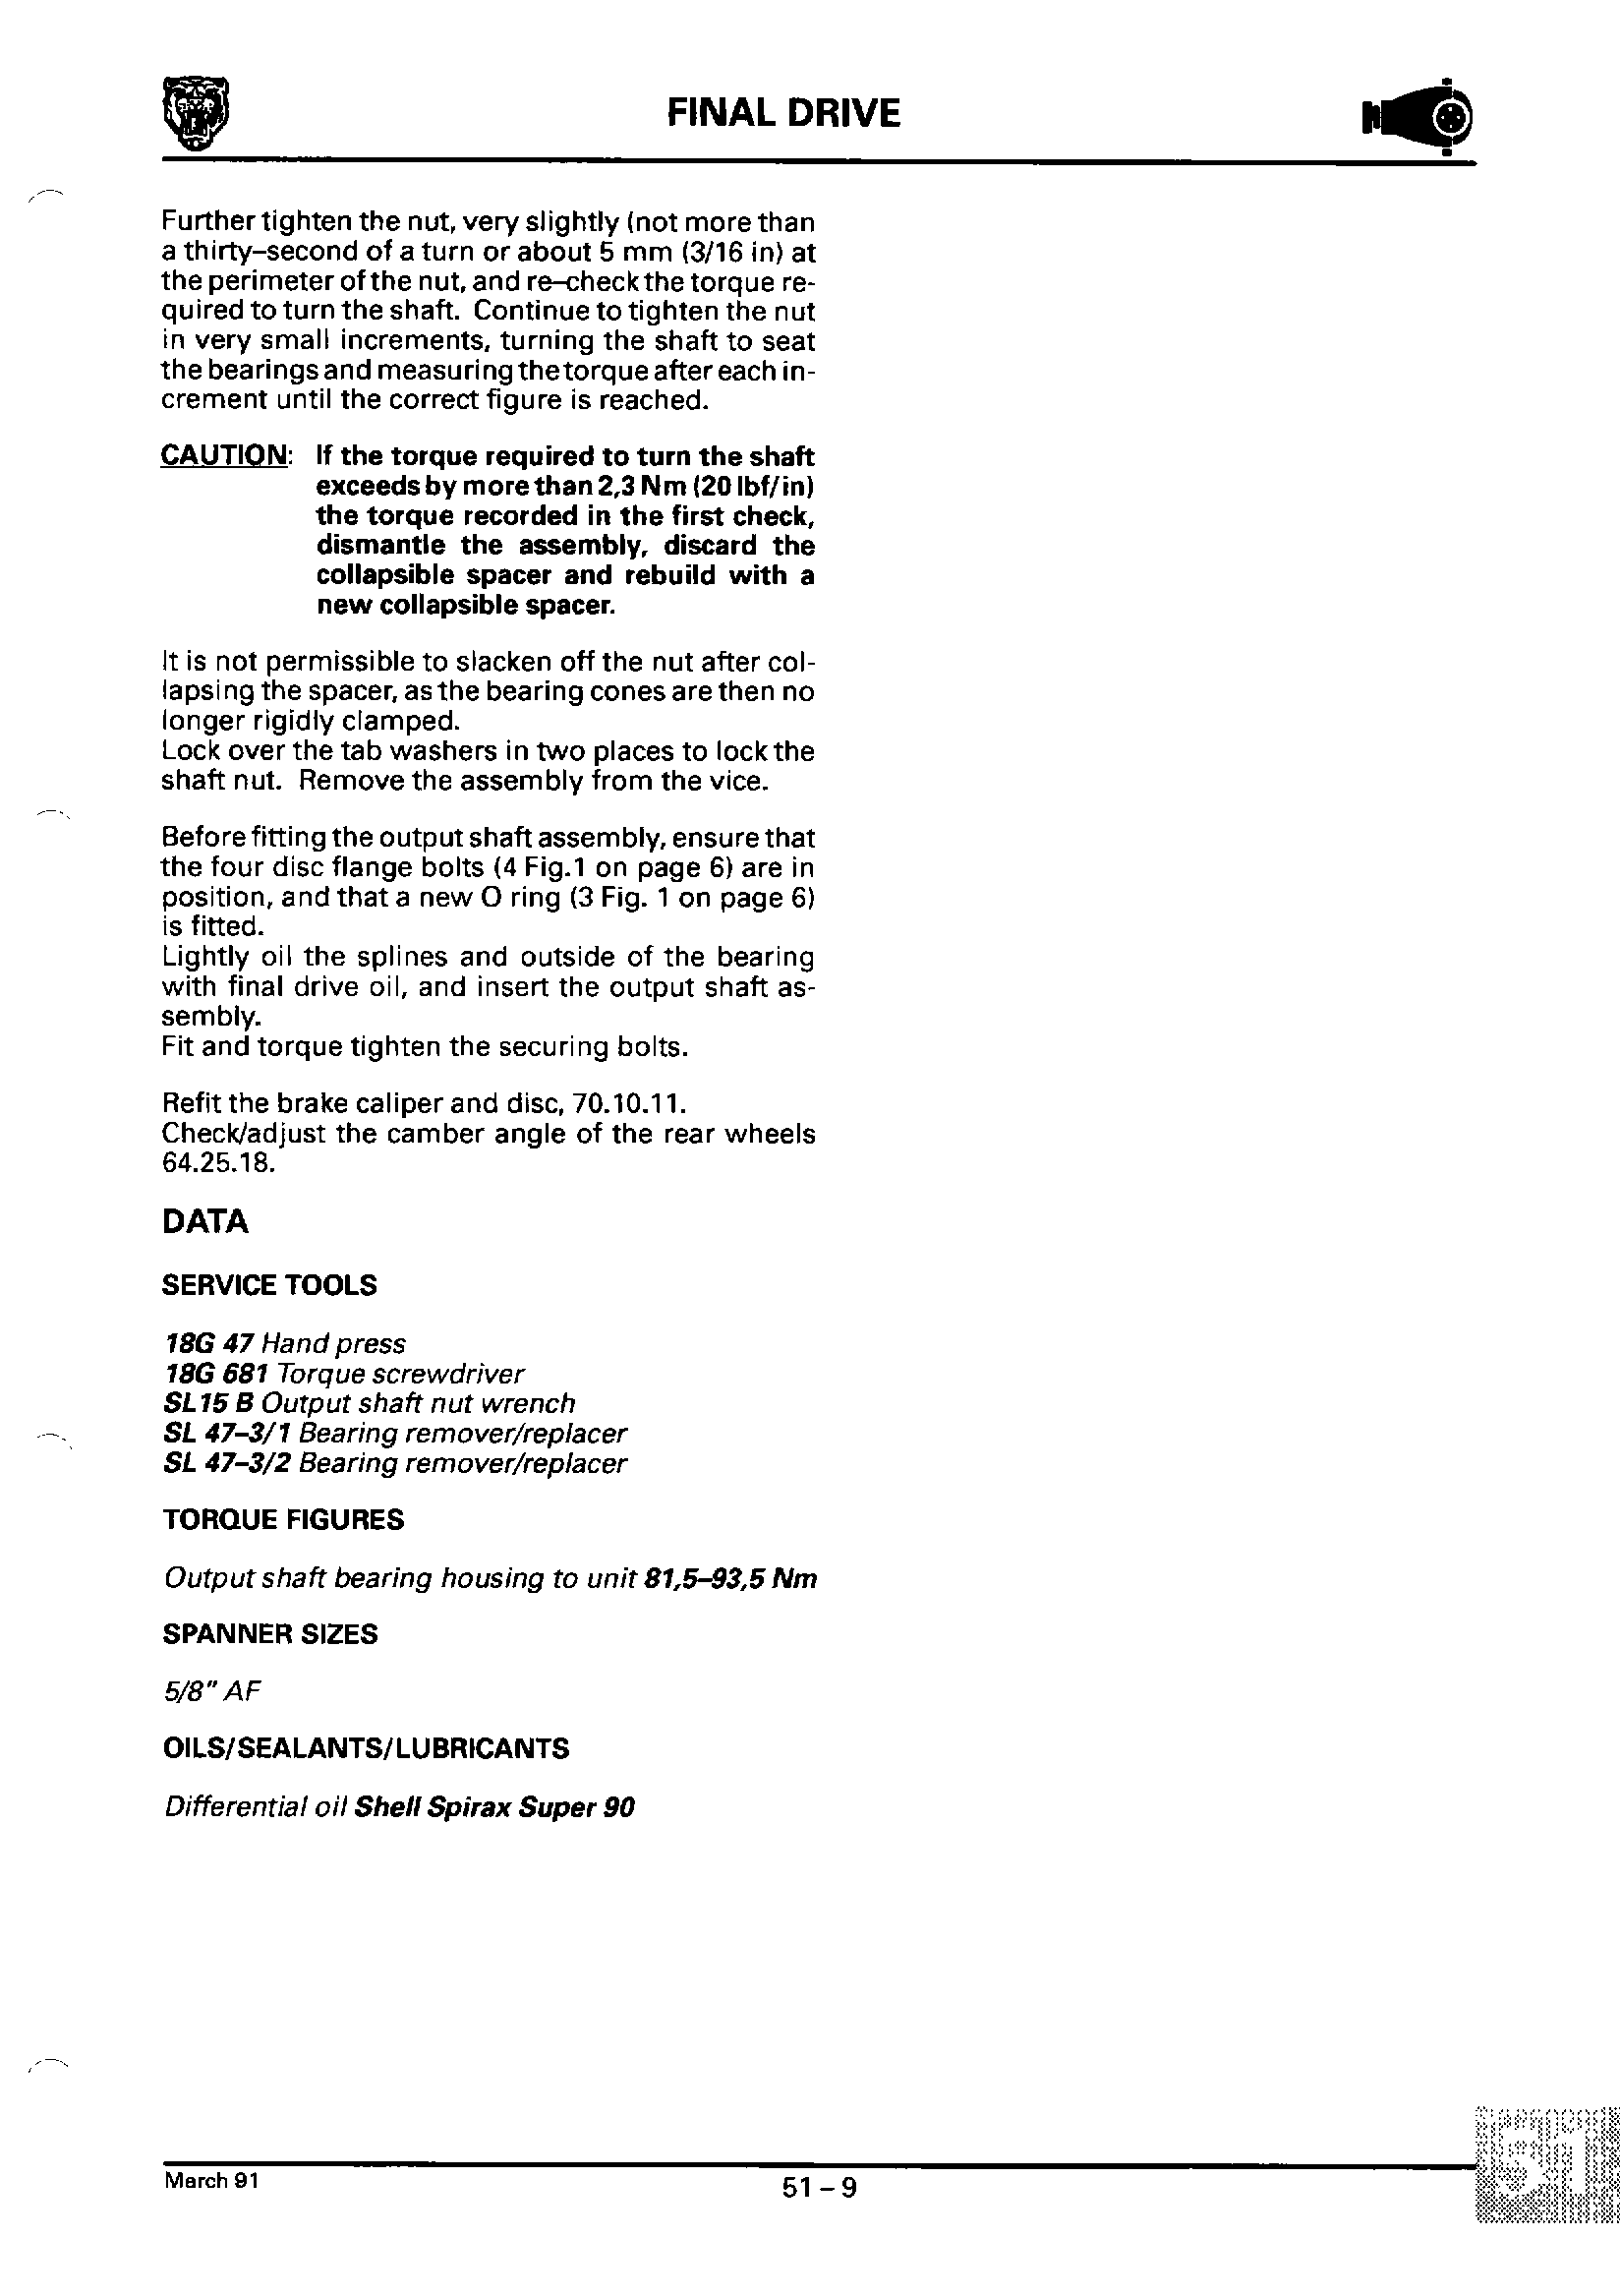 FINAL DRIVE
Further tighten the nut, very slightly (not more than
a thirty–second of a turn or about 5 mm (3/16 in) at
the perimeter of the nut, and re–check the torque re-
quired to turn the shaft. Continue to tighten the nut
in very small increments, turning the shaft to seat
the bearings and measuring the torque after each in-
crement until the correct figure is reached.
CAUTION: If the torque required to turn the shaft
exceeds by more than 2,3 Nm (20 lbf/in)
the torque recorded in the first check,
dismantle the assembly, discard the
collapsible spacer and rebuild with a
new collapsible spacer.
It is not permissible to slacken off the nut after col-
lapsing the spacer, as the bearing cones are then no
longer rigidly clamped.
Lock over the tab washers in two places to lock the
shaft nut. Remove the assembly from the vice.
Before fitting the output shaft assembly, ensure that
the four disc flange bolts (4 Fig.1 on page 6) are in
position, and that a new O ring (3 Fig. 1 on page 6)
is fitted.
Lightly oil the splines and outside of the bearing
with final drive oil, and insert the output shaft as-
sembly.
Fit and torque tighten the securing bolts.
Refit the brake caliper and disc, 70.10.11.
Check/adjust the camber angle of the rear wheels
64.25.18.
DATA
SERVICE TOOLS
18G 47 Hand press
18G 681 Torque screwdriver
SL15 B Output shaft nut wrench
SL 47–3/1 Bearing remover/replacer
SL 47–3/2 Bearing remover/replacer
TORQUE FIGURES
Output shaft bearing housing to unit 81,5–93,5 Nm
SPANNER SIZES
5/8" AF
OILS/SEALANTS/LUBRICANTS
Differential oil Shell Spirax Super 90
March 91
51 – 9
51